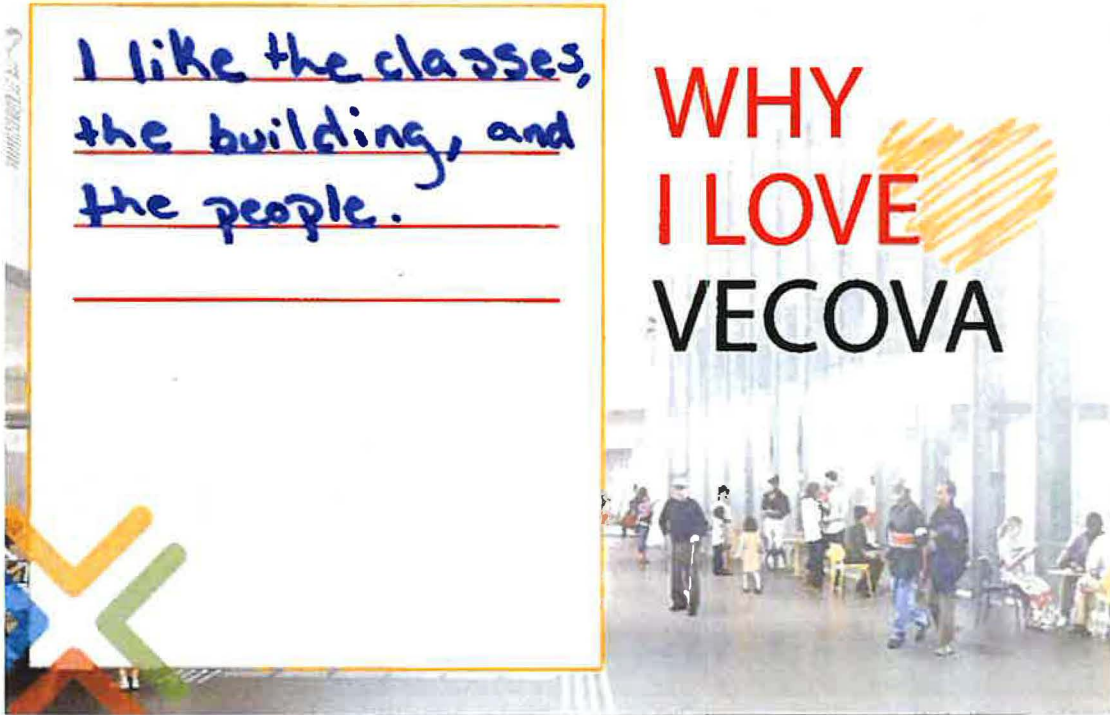 I like the classes,
the building, and
the people.
WHY
I LOVE
VECOVA